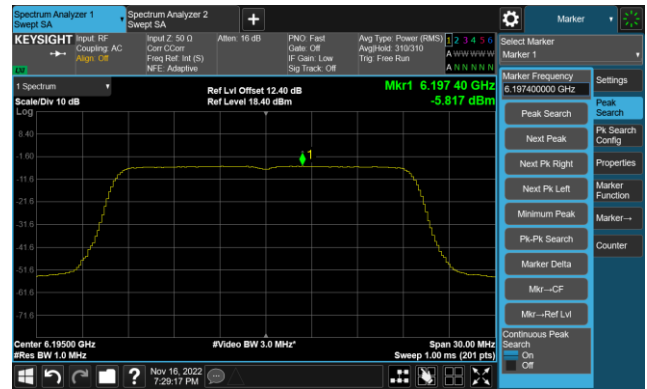 Spectrum Analyzer 1
Swept SA
Spectrum Analyzer 2
Swept SA
+
Marker
KEYSIGHT
Input: RF
Coupling: AC
Align: Off
Input Z: 50 Ω
Corr CCorr
Freq Ref: Int (S)
NFE: Adaptive
Atten: 16 dB
PNO: Fast
Gate: Off
IF Gain: Low
Sig Track: Off
Avg Type: Power (RMS)
Avg|Hold: 310/310
Trig: Free Run
1 2 3 4 5 6
A W W W W W
A N N N N N
Select Marker
Marker 1
1 Spectrum
Scale/Div 10 dB
Ref Lvl Offset 12.40 dB
Ref Level 18.40 dBm
Mkr1 6.197 40 GHz
-5.817 dBm
Log
8.40
-1.60
-11.6
-21.6
-31.6
-41.6
-51.6
-61.6
-71.6
1
Center 6.19500 GHz
#Res BW 1.0 MHz
#Video BW 3.0 MHz*
Span 30.00 MHz
Sweep 1.00 ms (201 pts)
Marker Frequency
6.197400000 GHz
Peak Search
Next Peak
Next Pk Right
Next Pk Left
Minimum Peak
Pk-Pk Search
Marker Delta
Mkr→CF
Mkr→Ref Lvl
Continuous Peak
Search
On
Off
Settings
Peak
Search
Pk Search
Config
Properties
Marker
Function
Marker→
Counter
?
Nov 16, 2022
7:29:17 PM